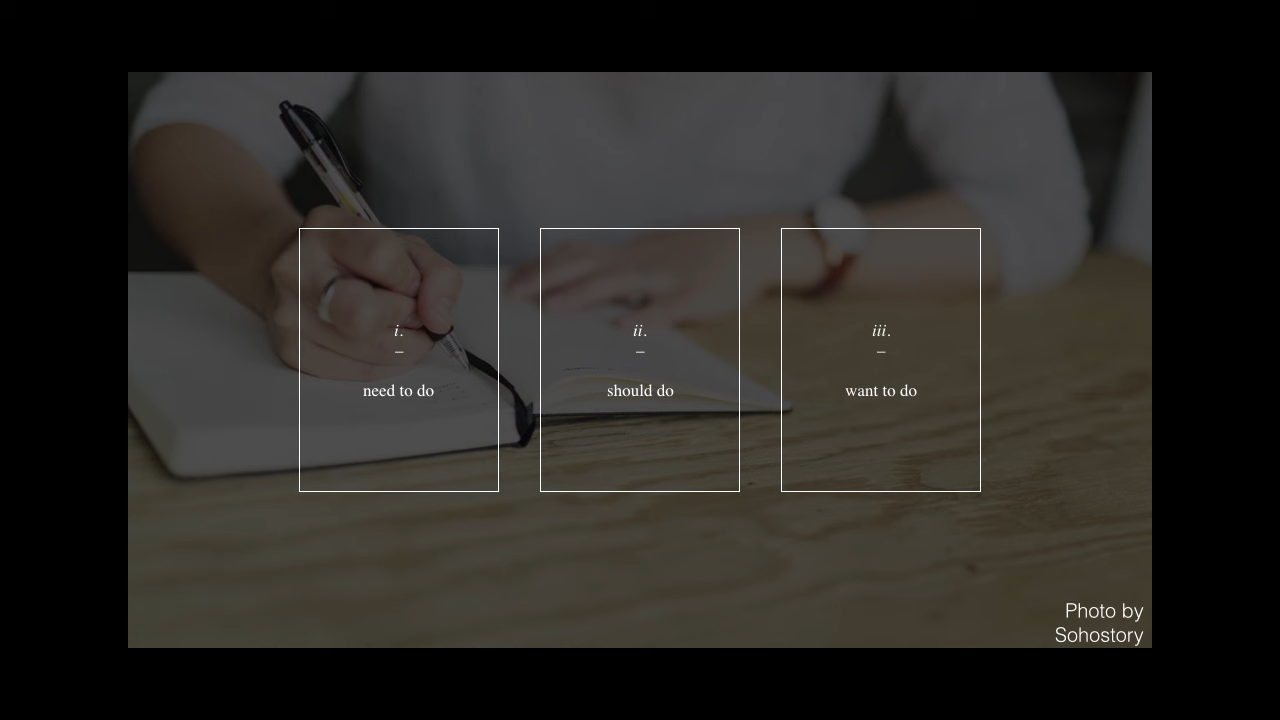 i.
–
need to do
ii.
–
should do
iii.
–
want to do
Photo by
Sohostory